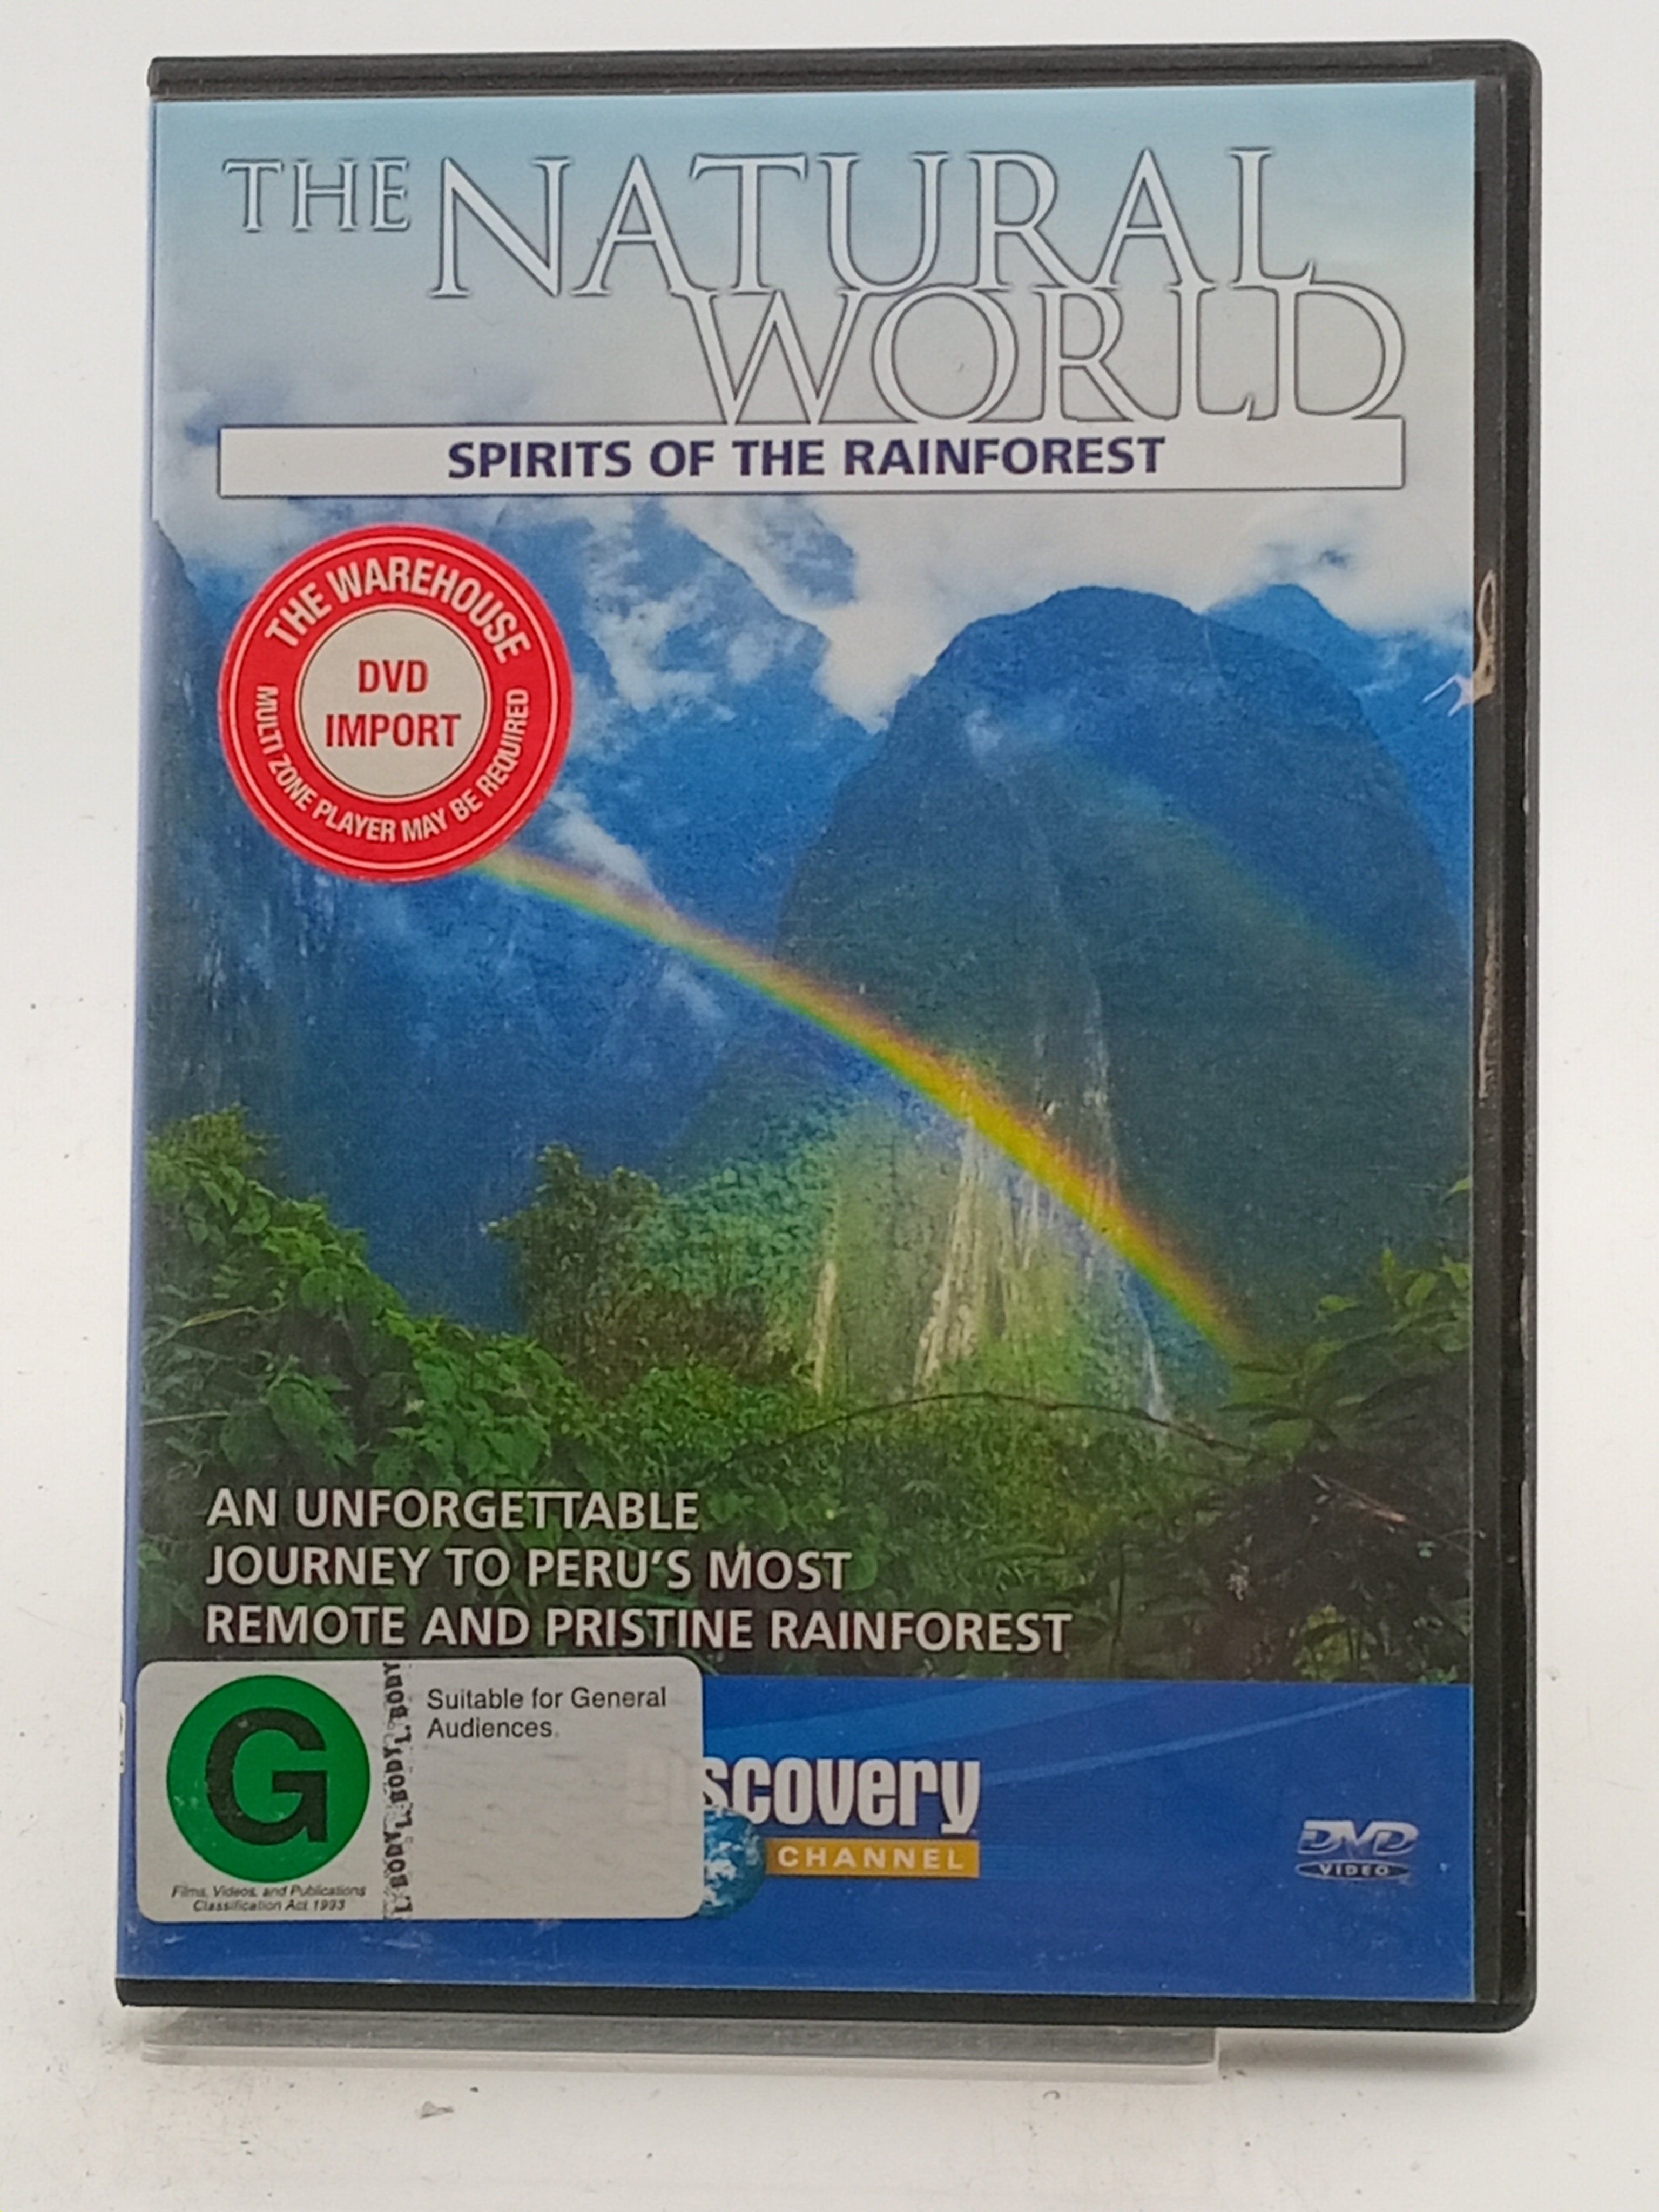 THE NATURAL
WORLD
SPIRITS OF THE RAINFOREST
THE WAREHOUSE
DVD
IMPORT
MULTI ZONE PLAYER MAY BE REQUIRED
AN UNFORGETTABLE
JOURNEY TO PERU'S MOST
REMOTE AND PRISTINE RAINFOREST
G
Suitable for General
Audiences.
Films, Videos, and Publications
Classification Act 1993
scovery
CHANNEL
DVD
VIDEO